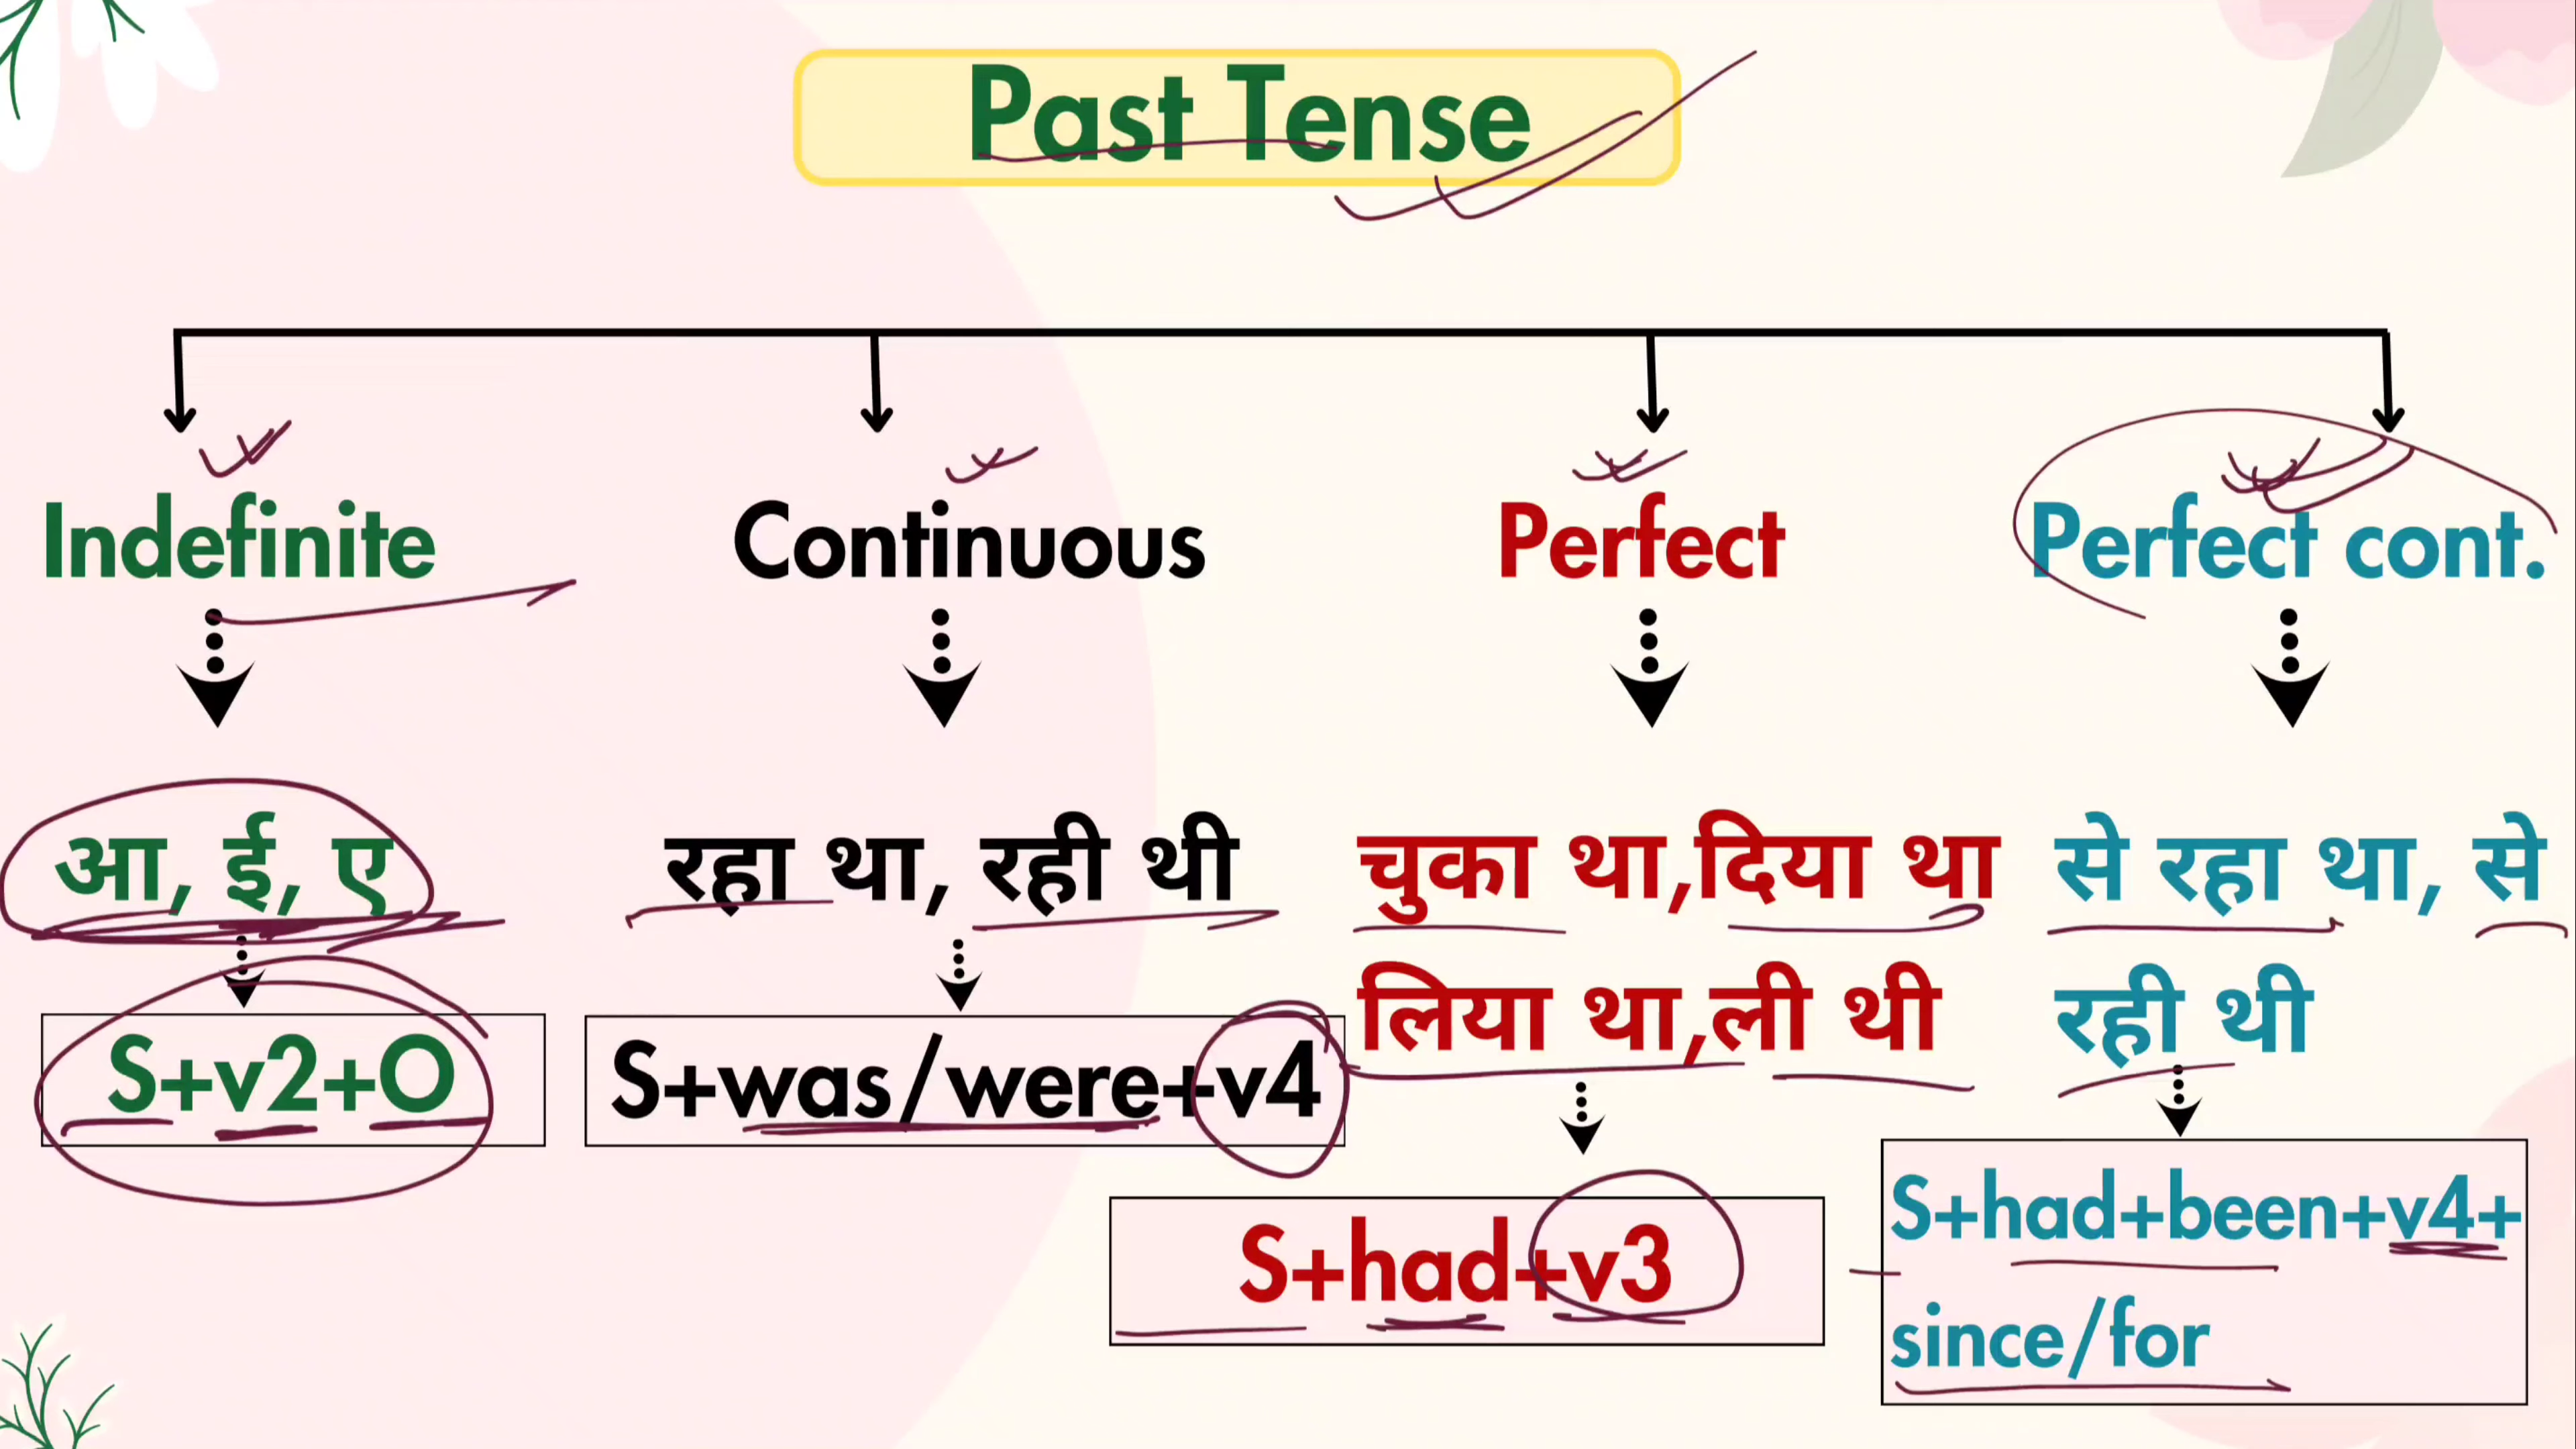 Past Tense
Indefinite
Continuous
Perfect
Perfect cont.
आ, ई, ए
रहा था, रही थी
चुका था,दिया था
लिया था,ली थी
से रहा था, से
रही थी
S+v2+O
S+was/were+v4
S+had+v3
S+had+been+v4+
since/for